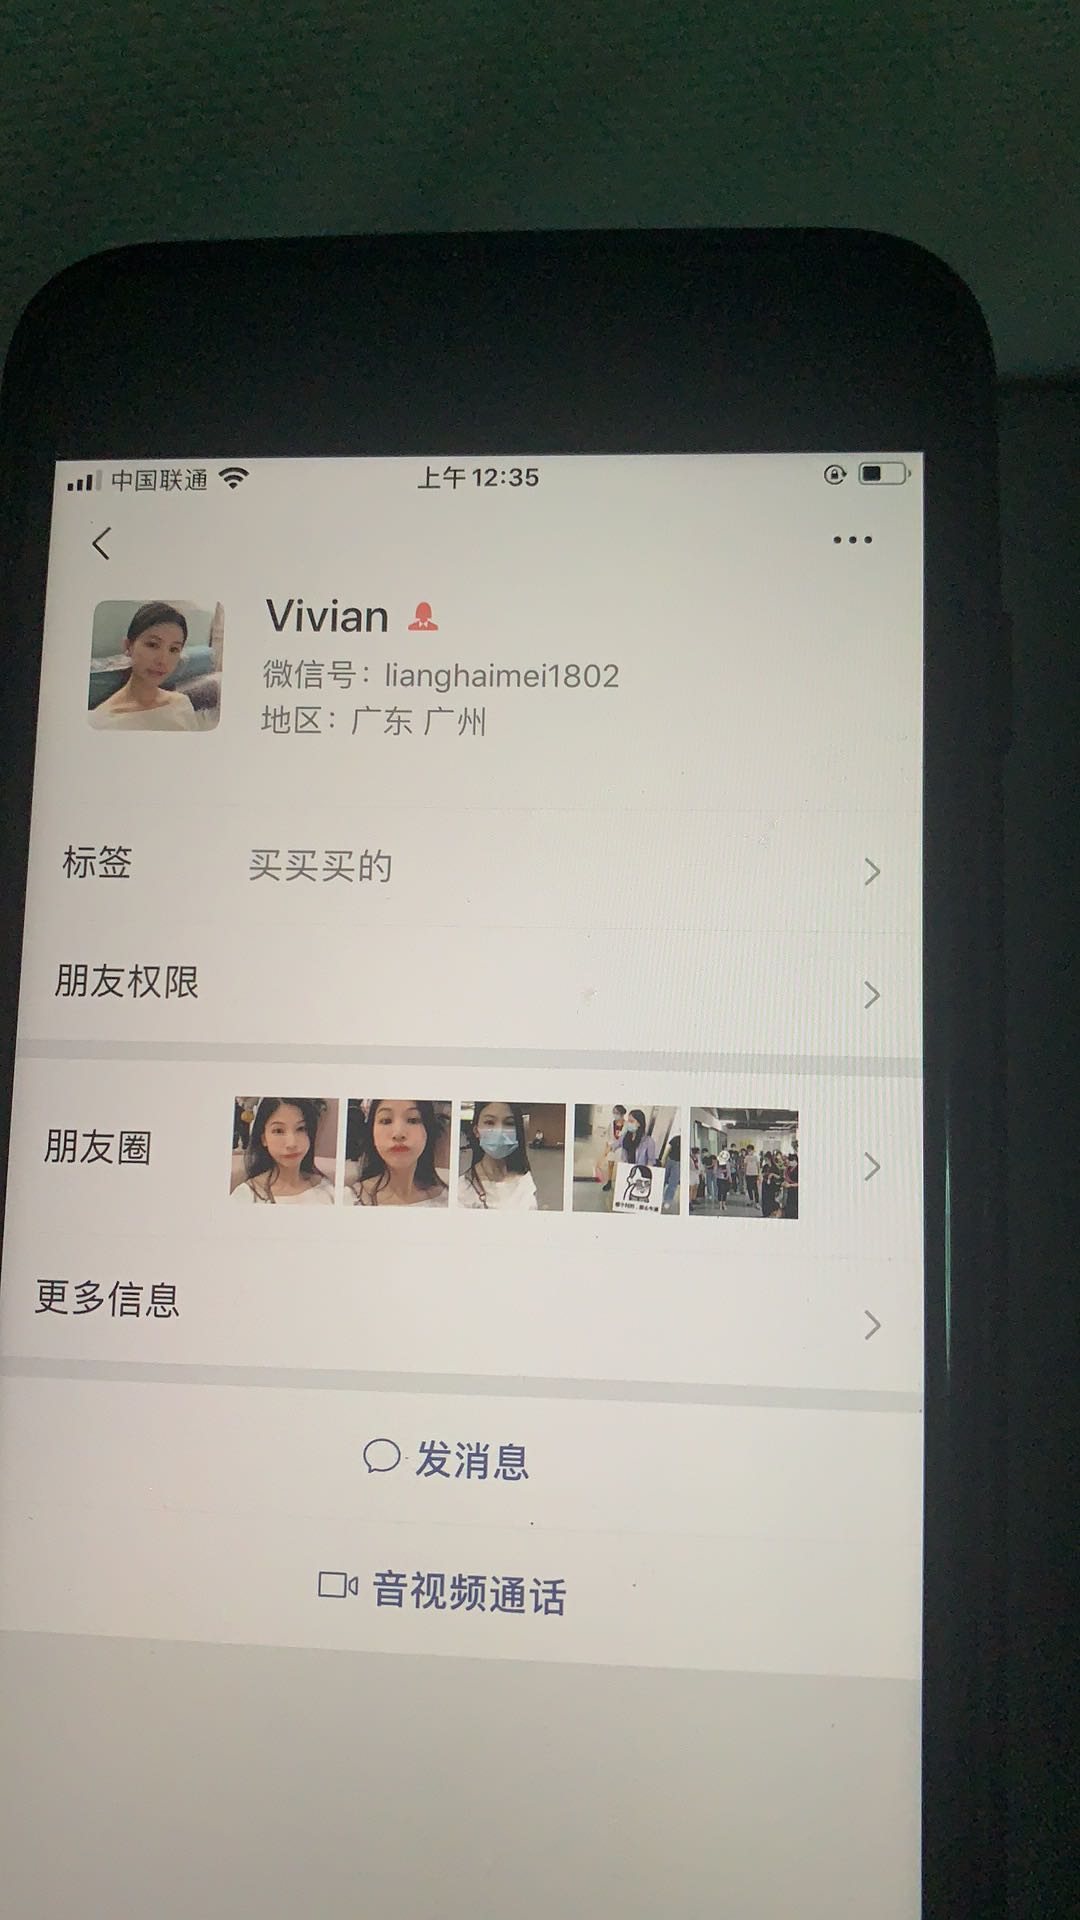 中国联通
上午12:35
Vivian
微信号：lianghaimei1802
地区：广东 广州
标签 买买买的
朋友权限
朋友圈
更多信息
发消息
音视频通话